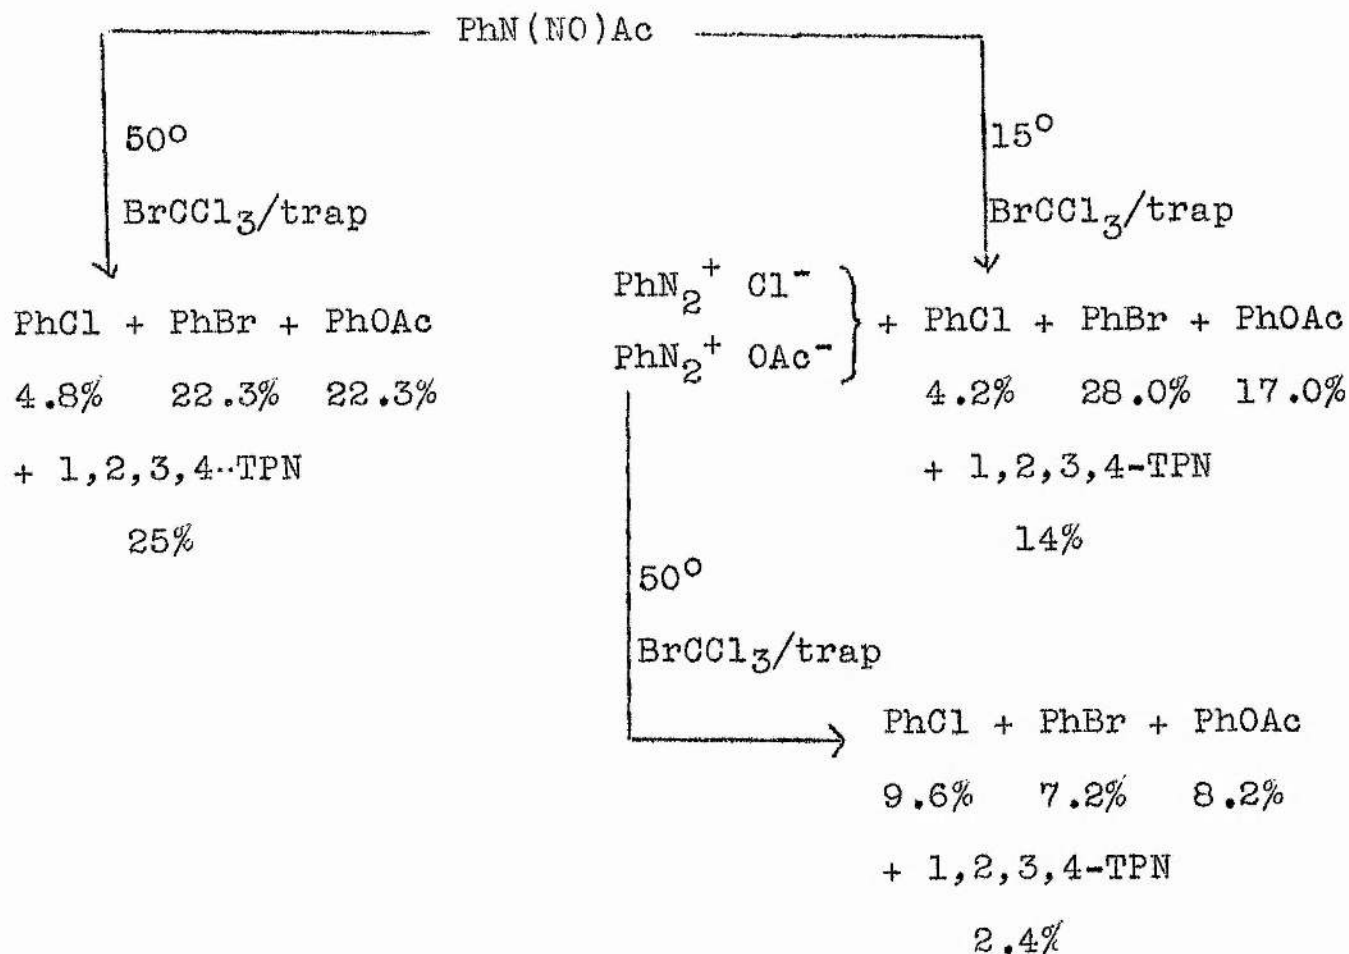 PhN(NO)Ac
50° 15°
BrCCl3/trap BrCCl3/trap
PhN2+ Cl-
PhCl + PhBr + PhOAc + PhCl + PhBr + PhOAc
PhN2+ OAc-
4.8% 22.3% 22.3% 4.2% 28.0% 17.0%
+ 1,2,3,4-TPN + 1,2,3,4-TPN
25% 14%
50°
BrCCl3/trap
PhCl + PhBr + PhOAc
9.6% 7.2% 8.2%
+ 1,2,3,4-TPN
2.4%